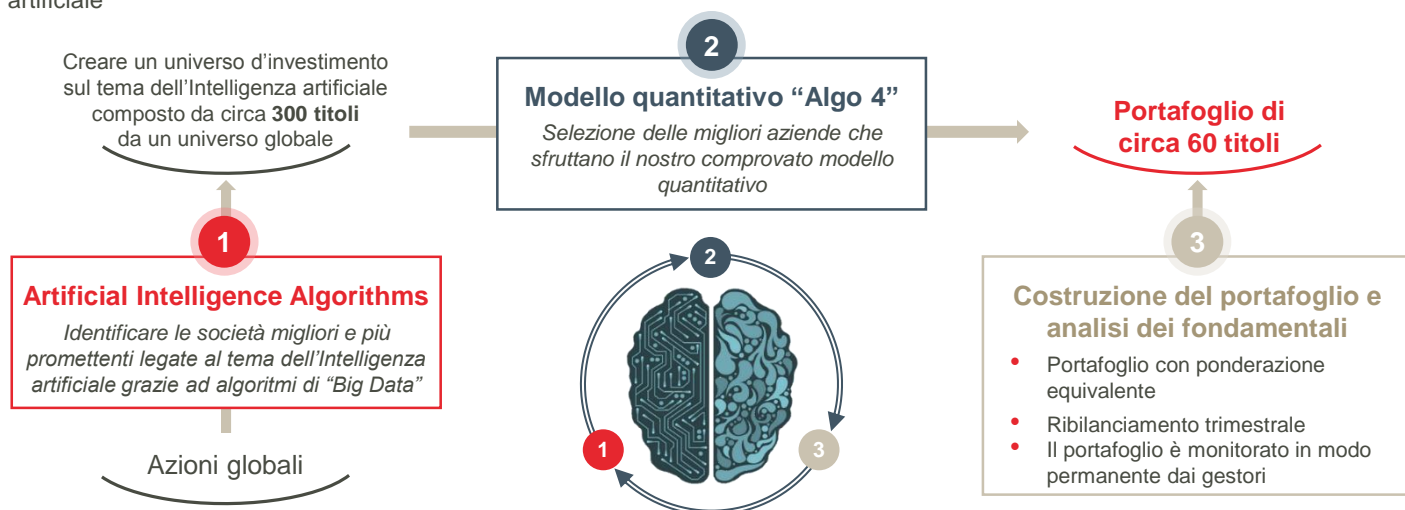 artificiale
Creare un universo d’investimento
sul tema dell’Intelligenza artificiale
composto da circa 300 titoli
da un universo globale
1
Artificial Intelligence Algorithms
Identificare le società migliori e più
promettenti legate al tema dell’Intelligenza
artificiale grazie ad algoritmi di “Big Data”
Azioni globali
2
Modello quantitativo “Algo 4”
Selezione delle migliori aziende che
sfruttano il nostro comprovato modello
quantitativo
2
1
3
Portafoglio di
circa 60 titoli
3
Costruzione del portafoglio e
analisi dei fondamentali
• Portafoglio con ponderazione
equivalente
• Ribilanciamento trimestrale
• Il portafoglio è monitorato in modo
permanente dai gestori